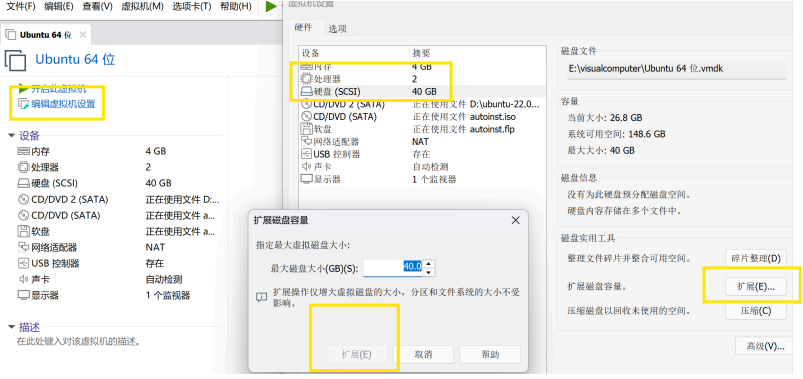 文件(F) 编辑(E) 查看(V) 虚拟机(M) 选项卡(T) 帮助(H)
Ubuntu 64 位
Ubuntu 64 位
开启此虚拟机
编辑虚拟机设置
设备
内存 4 GB
处理器 2
硬盘 (SCSI) 40 GB
CD/DVD 2 (SATA) 正在使用文件 D:...
CD/DVD (SATA) 正在使用文件 a...
软盘 正在使用文件 a...
网络适配器 NAT
USB 控制器 存在
声卡 自动检测
显示器 1 个监视器
描述
在此处键入对该虚拟机的描述。
虚拟机设置
硬件 选项
设备 摘要
内存 4 GB
处理器 2
硬盘 (SCSI) 40 GB
CD/DVD 2 (SATA) 正在使用文件 D:\ubuntu-22.0...
CD/DVD (SATA) 正在使用文件 autoinst.iso
软盘 正在使用文件 autoinst.flp
网络适配器 NAT
USB 控制器 存在
声卡 自动检测
显示器 1 个监视器
磁盘文件
E:\visualcomputer\Ubuntu 64 位.vmdk
容量
当前大小: 26.8 GB
系统可用空间: 148.6 GB
最大大小: 40 GB
磁盘信息
没有为此硬盘预分配磁盘空间。
硬盘内容存储在多个文件中。
磁盘实用工具
整理文件碎片并整合可用空间。 碎片整理(D)
扩展磁盘容量。 扩展(E)...
压缩磁盘以回收未使用的空间。 压缩(C)
高级(V)...
扩展磁盘容量
指定最大虚拟磁盘大小:
最大磁盘大小(GB)(S): 40.0
扩展操作仅增大虚拟磁盘的大小，分区和文件系统的大小不受
影响。
扩展(E) 取消 帮助